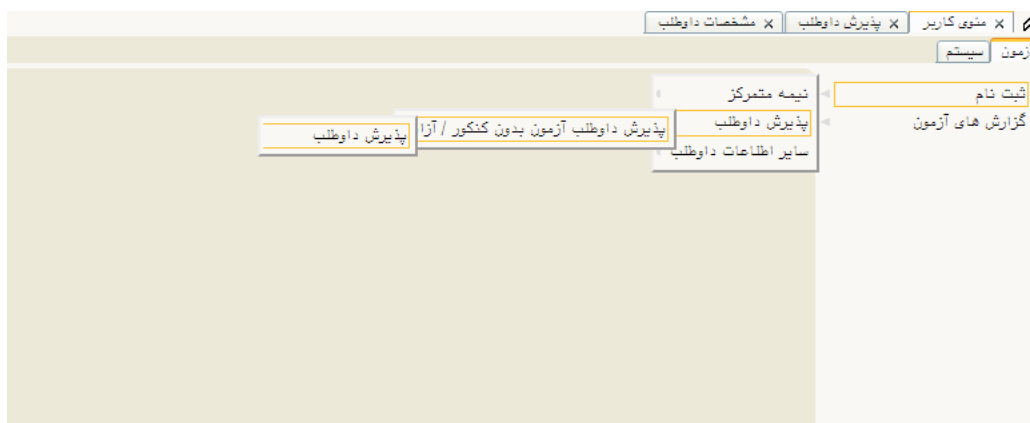 منوی کاربر
پذیرش داوطلب
مشخصات داوطلب
زمون
سیستم
ثبت نام
گزارش های آزمون
نیمه متمرکز
پذیرش داوطلب
سایر اطلاعات داوطلب
پذیرش داوطلب آزمون بدون کنکور / آزا
پذیرش داوطلب